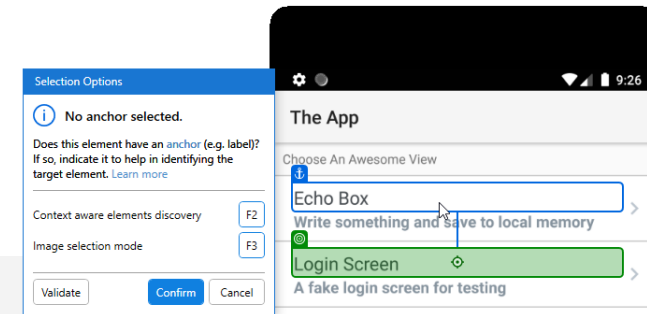 Selection Options
No anchor selected.
Does this element have an anchor (e.g. label)?
If so, indicate it to help in identifying the
target element. Learn more
Context aware elements discovery
F2
Image selection mode
F3
Validate
Confirm
Cancel
9:26
The App
Choose An Awesome View
Echo Box
Write something and save to local memory
Login Screen
A fake login screen for testing